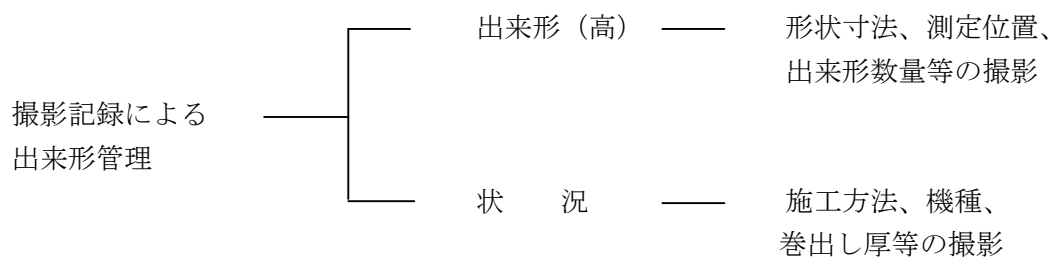 出来形（高）
形状寸法、測定位置、
出来形数量等の撮影
撮影記録による
出来形管理
状　　況
施工方法、機種、
巻出し厚等の撮影